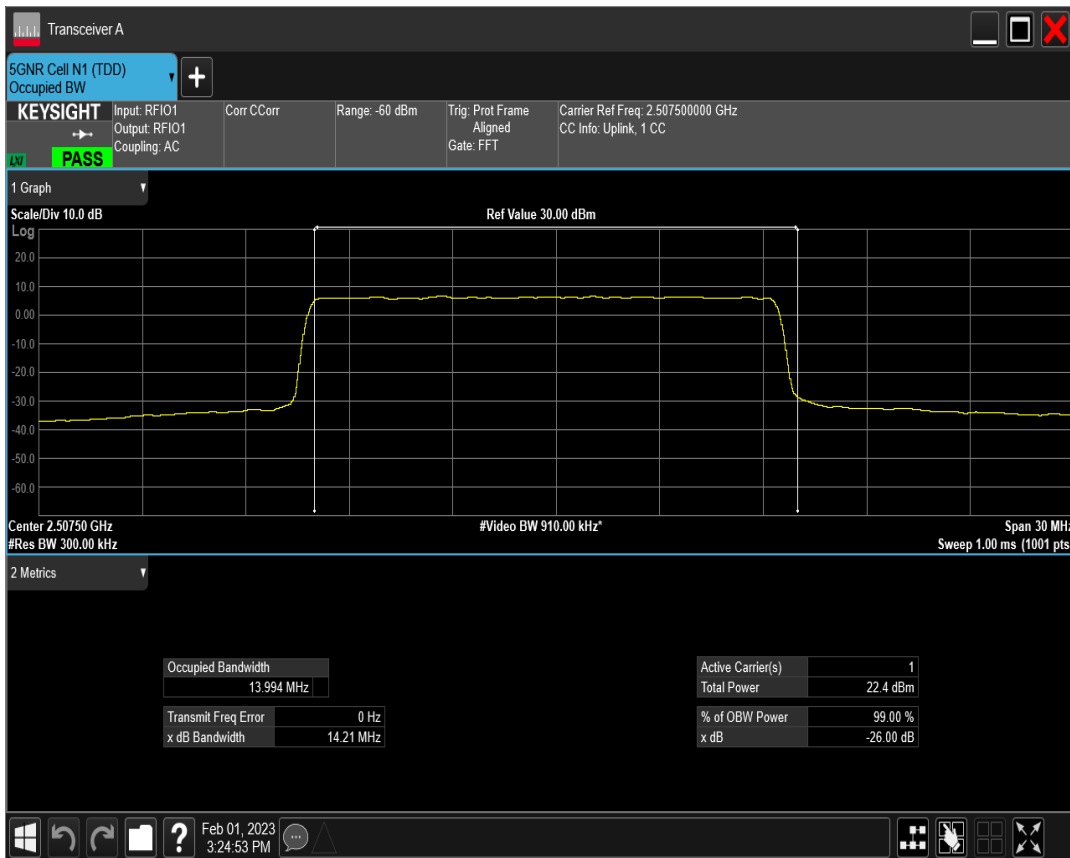 Transceiver A
5GNR Cell N1 (TDD)
Occupied BW
+
KEYSIGHT
LXI
PASS
Input: RFIO1
Output: RFIO1
Coupling: AC
Corr CCorr
Range: -60 dBm
Trig: Prot Frame
Aligned
Gate: FFT
Carrier Ref Freq: 2.507500000 GHz
CC Info: Uplink, 1 CC
1 Graph
Scale/Div 10.0 dB
Ref Value 30.00 dBm
Log
20.0
10.0
0.00
-10.0
-20.0
-30.0
-40.0
-50.0
-60.0
Center 2.50750 GHz
#Video BW 910.00 kHz*
Span 30 MHz
#Res BW 300.00 kHz
Sweep 1.00 ms (1001 pts
2 Metrics
Occupied Bandwidth
13.994 MHz
Transmit Freq Error 0 Hz
x dB Bandwidth 14.21 MHz
Active Carrier(s) 1
Total Power 22.4 dBm
% of OBW Power 99.00 %
x dB -26.00 dB
?
Feb 01, 2023
3:24:53 PM